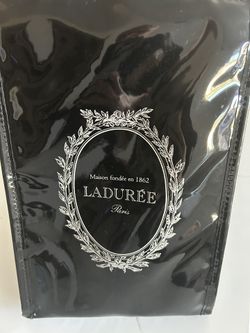 Maison fondée en 1862
LADURÉE
Paris